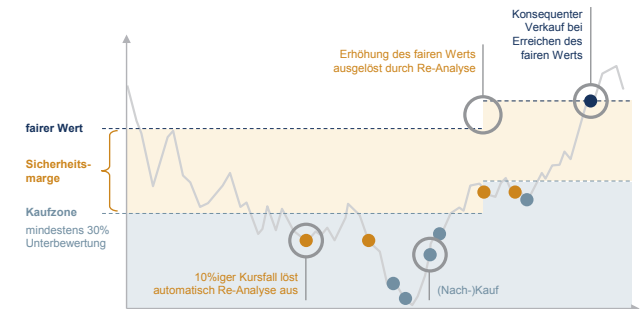 Konsequenter
Verkauf bei
Erreichen des
fairen Werts
Erhöhung des fairen Werts
ausgelöst durch Re-Analyse
fairer Wert
Sicherheits-
marge
Kaufzone
mindestens 30%
Unterbewertung
10%iger Kursfall löst
automatisch Re-Analyse aus
(Nach-)Kauf